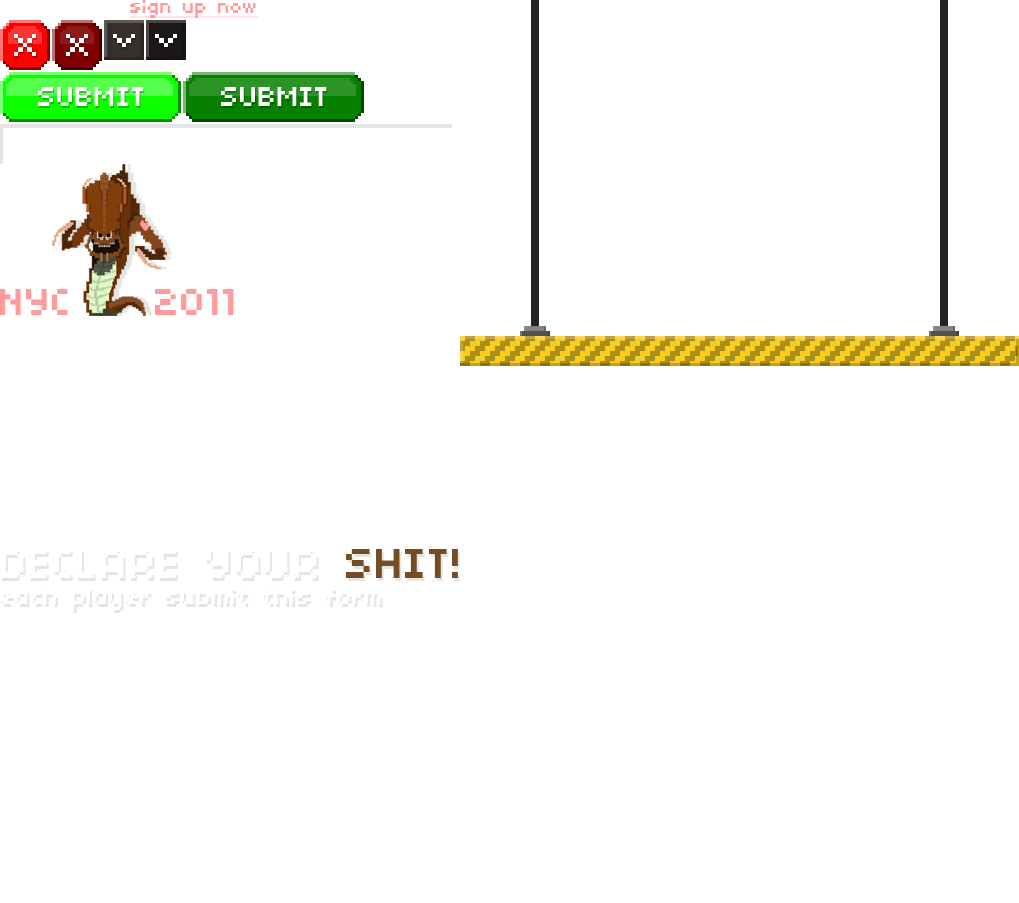 sign up now
SUBMIT SUBMIT
NYC 2011
DECLARE YOUR SHIT!
each player submit this form